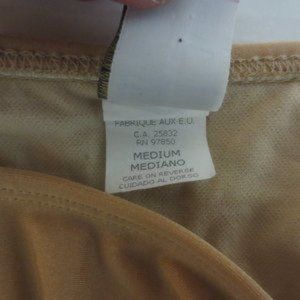 FABRIQUE AUX E.U.
C.A. 25832
RN 97850
MEDIUM
MEDIANO
CARE ON REVERSE
CUIDADO AL DORSO